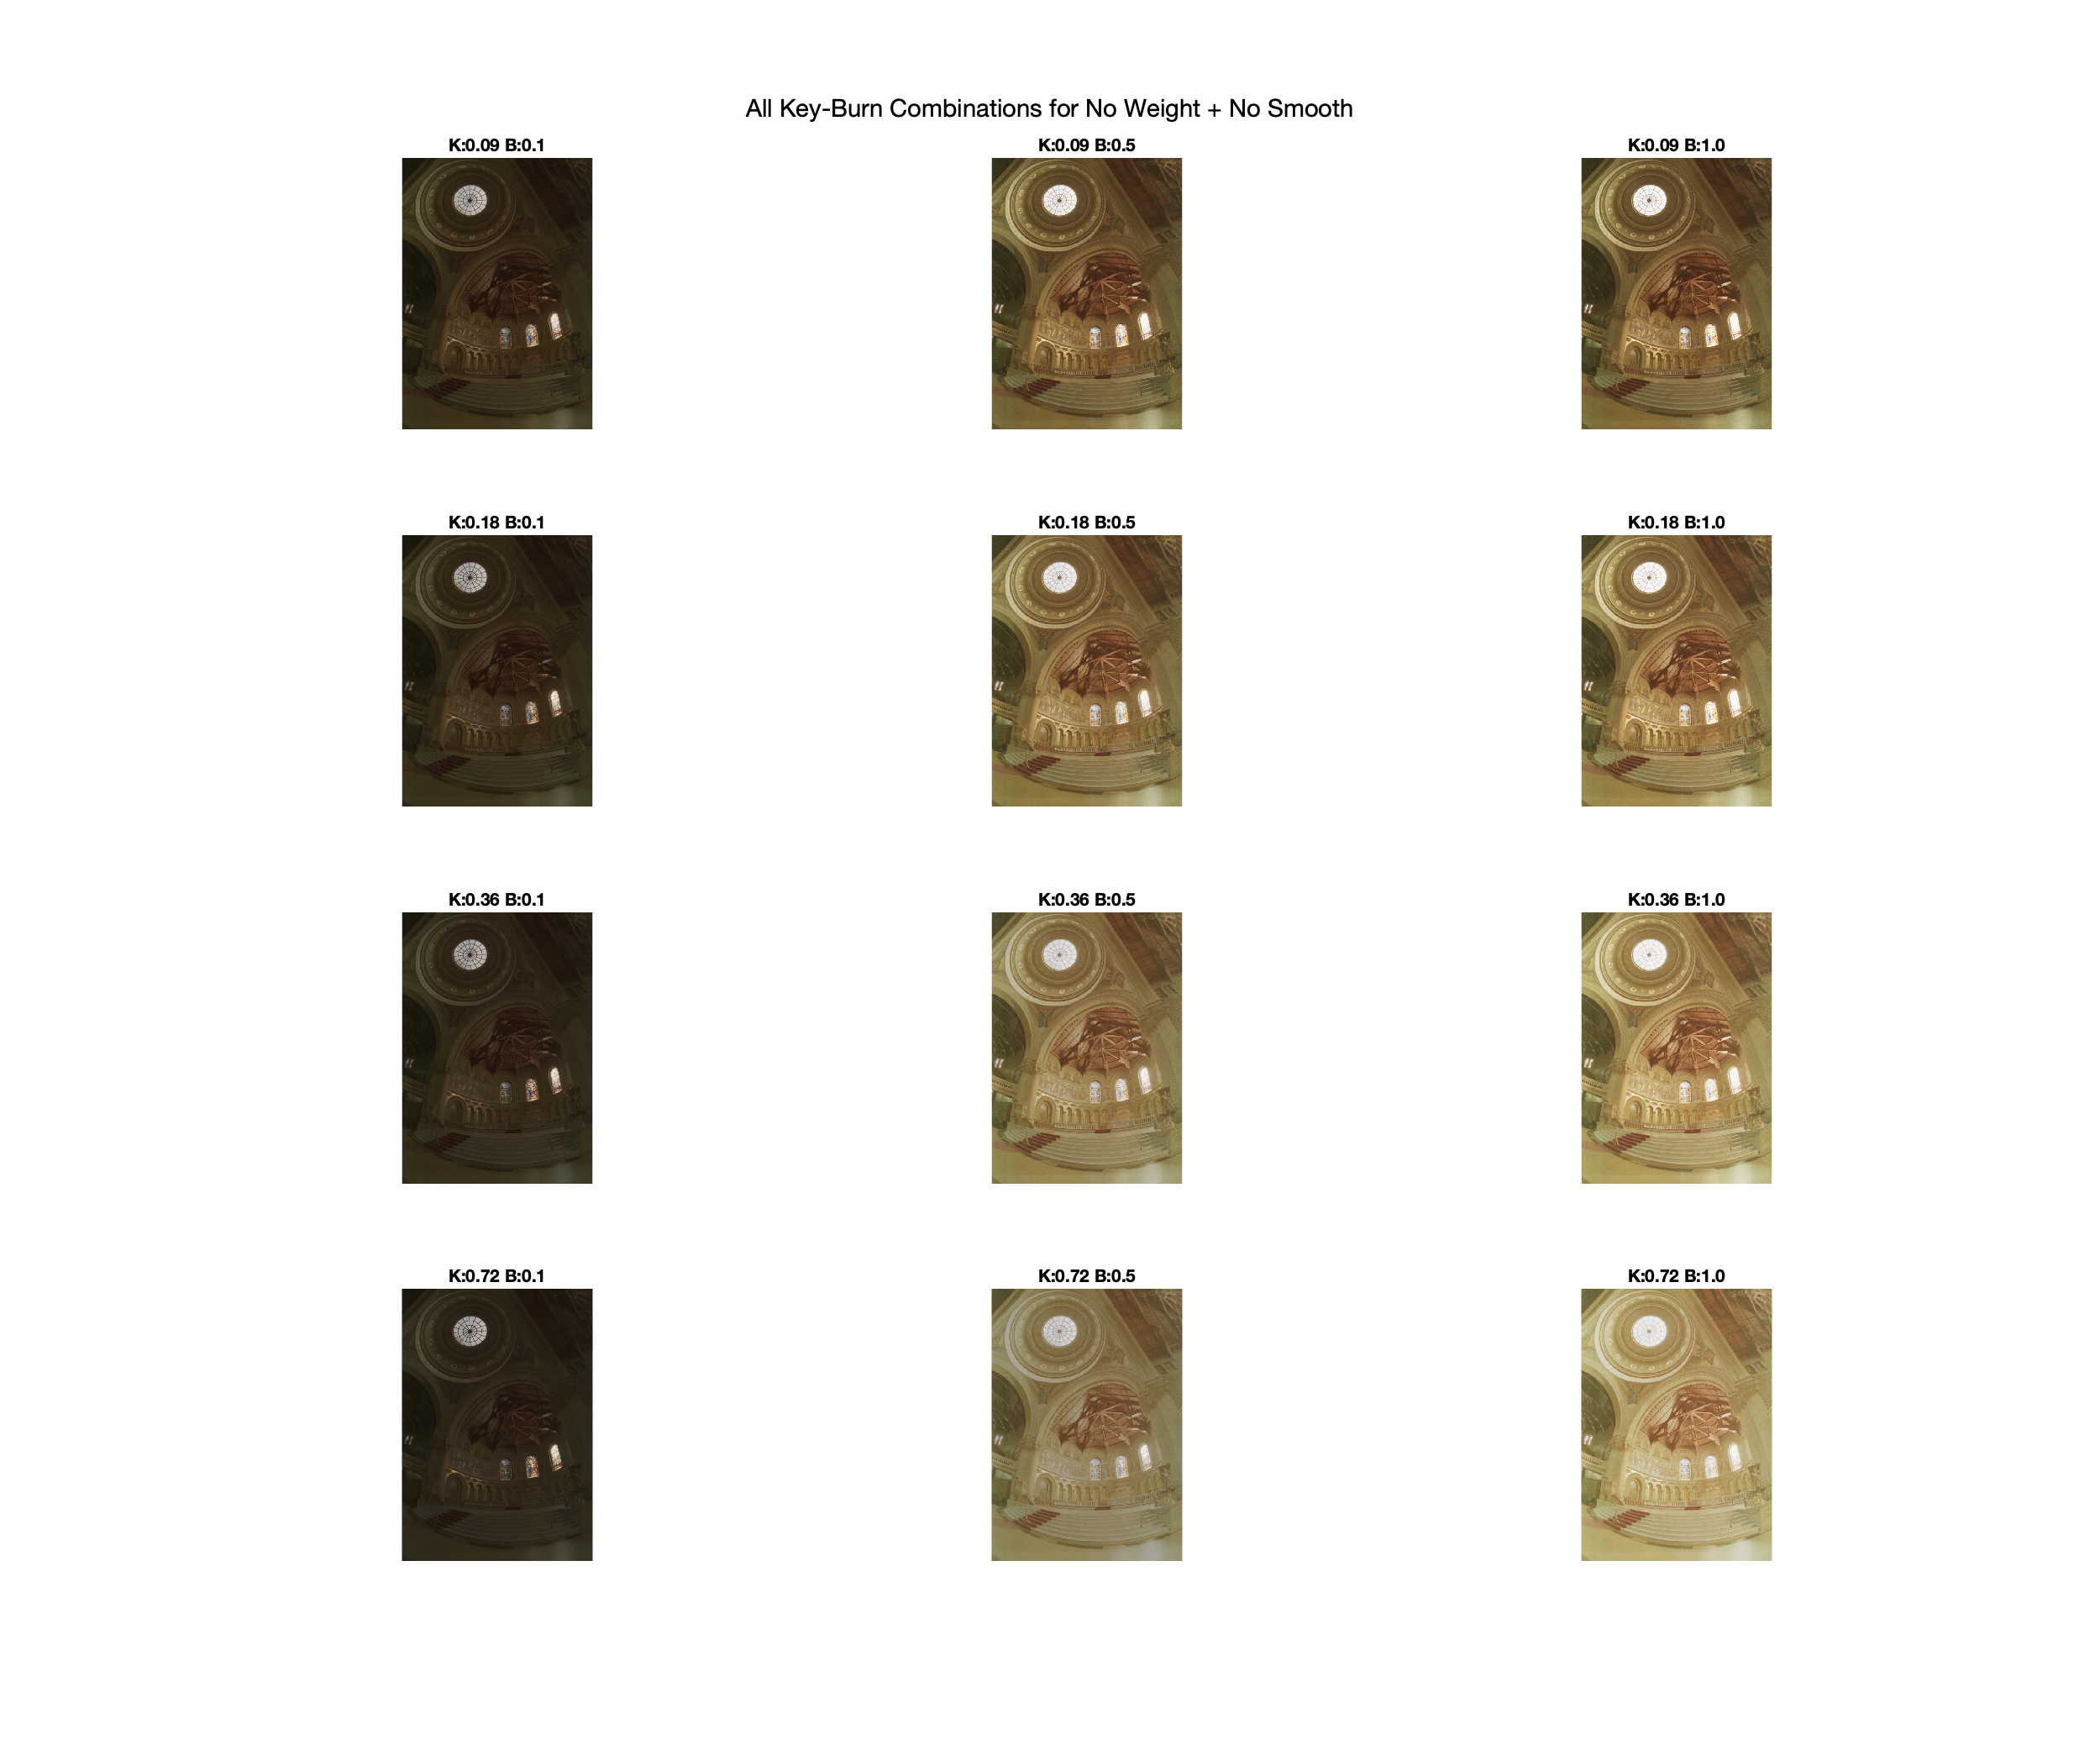 All Key-Burn Combinations for No Weight + No Smooth
K:0.09 B:0.1
K:0.09 B:0.5
K:0.09 B:1.0
K:0.18 B:0.1
K:0.18 B:0.5
K:0.18 B:1.0
K:0.36 B:0.1
K:0.36 B:0.5
K:0.36 B:1.0
K:0.72 B:0.1
K:0.72 B:0.5
K:0.72 B:1.0